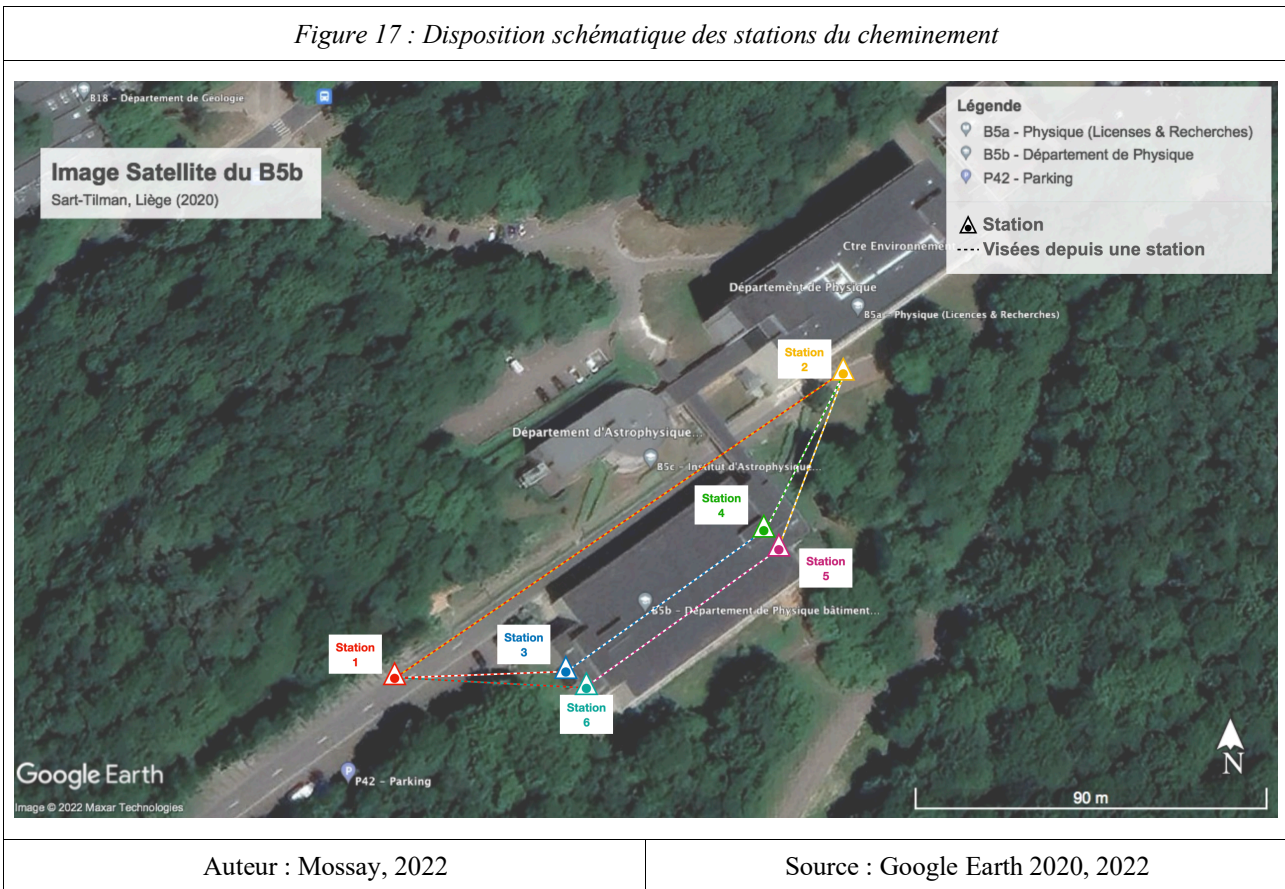 Figure 17 : Disposition schématique des stations du cheminement
B18 - Département de Géologie
Image Satellite du B5b
Sart-Tilman, Liège (2020)
Légende
B5a - Physique (Licenses & Recherches)
B5b - Département de Physique
P42 - Parking
Station
Visées depuis une station
Ctre Environnement
Département de Physique
B5a - Physique (Licences & Recherches)
Station
2
Département d'Astrophysique...
B5c - Institut d'Astrophysique...
Station
4
Station
5
B5b - Département de Physique bâtiment...
Station
3
Station
1
Station
6
P
P42 - Parking
Google Earth
Image © 2022 Maxar Technologies
N
90 m
Auteur : Mossay, 2022
Source : Google Earth 2020, 2022